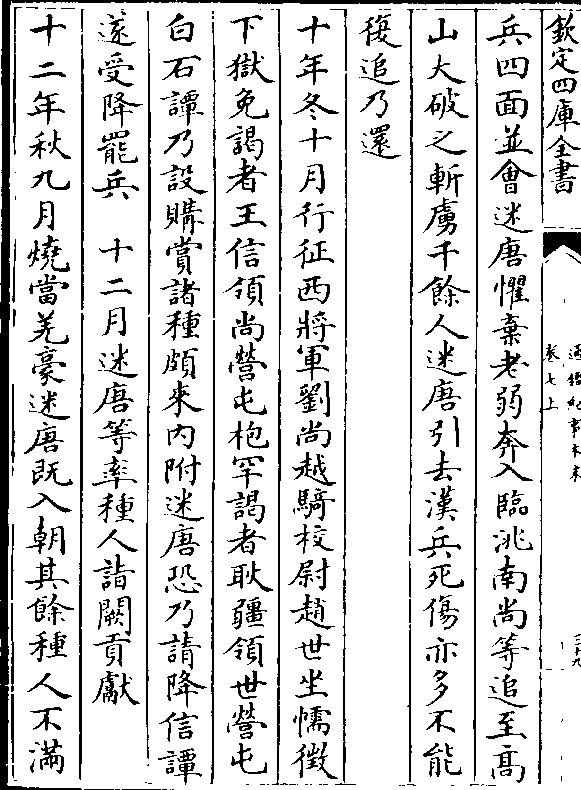 欽定四庫全書
通鑑紀事本末
卷七上
三十九
兵四面並會迷唐懼棄老弱奔入臨洮南尚等追至髙
山大破之斬虜千餘人迷唐引去漢兵死傷亦多不能
復追乃還
十年冬十月行征西將軍劉尚越騎校尉趙世坐懦徵
下獄免謁者王信領尚營屯枹罕謁者耿疆領世營屯
白石譚乃設購賞諸種頗來内附迷唐恐乃請降信譚
遂受降罷兵　十二月迷唐等率種人詣闕貢獻
十二年秋九月燒當羌豪迷唐既入朝其餘種人不滿